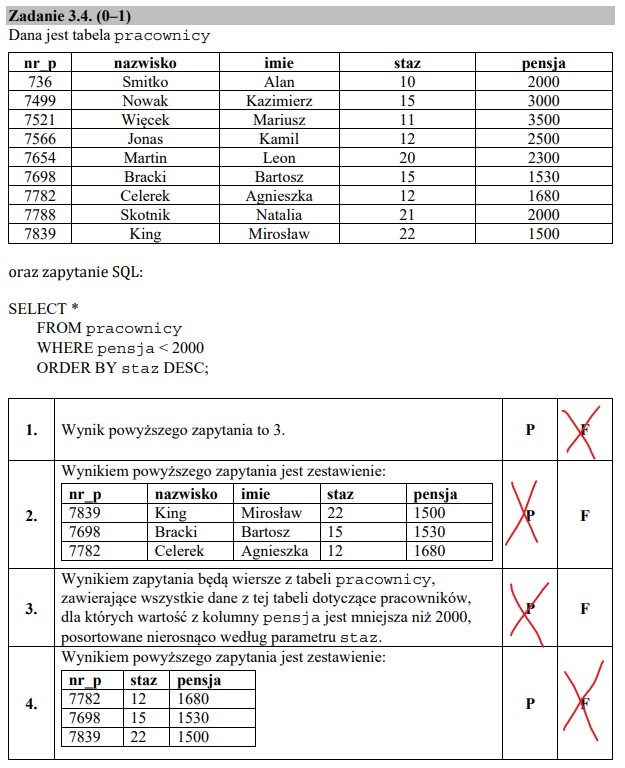 Zadanie 3.4. (0–1)
Dana jest tabela pracownicy
nr_p nazwisko imie staz pensja
736 Smitko Alan 10 2000
7499 Nowak Kazimierz 15 3000
7521 Więcek Mariusz 11 3500
7566 Jonas Kamil 12 2500
7654 Martin Leon 20 2300
7698 Bracki Bartosz 15 1530
7782 Celerek Agnieszka 12 1680
7788 Skotnik Natalia 21 2000
7839 King Mirosław 22 1500
oraz zapytanie SQL:
SELECT *
FROM pracownicy
WHERE pensja < 2000
ORDER BY staz DESC;
1. Wynik powyższego zapytania to 3. P F
Wynikiem powyższego zapytania jest zestawienie:
nr_p nazwisko imie staz pensja
7839 King Mirosław 22 1500
2. 7698 Bracki Bartosz 15 1530 P F
7782 Celerek Agnieszka 12 1680
Wynikiem zapytania będą wiersze z tabeli pracownicy,
zawierające wszystkie dane z tej tabeli dotyczące pracowników,
3. dla których wartość z kolumny pensja jest mniejsza niż 2000, P F
posortowane nierosnąco według parametru staz.
Wynikiem powyższego zapytania jest zestawienie:
nr_p staz pensja
4. 7782 12 1680 P F
7698 15 1530
7839 22 1500